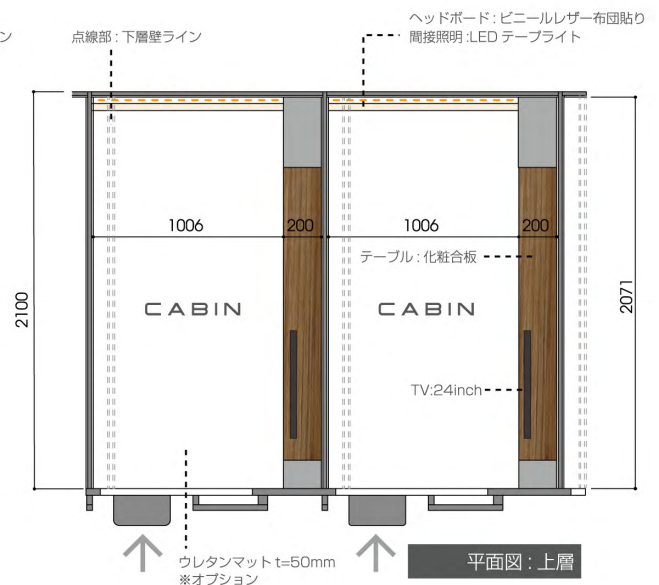 ン
点線部 : 下層壁ライン
ヘッドボード : ビニールレザー布団貼り
間接照明 :LED テープライト
1006
200
1006
200
テーブル : 化粧合板
2100
CABIN
CABIN
2071
TV:24inch
ウレタンマット t=50mm
※オプション
平面図 : 上層